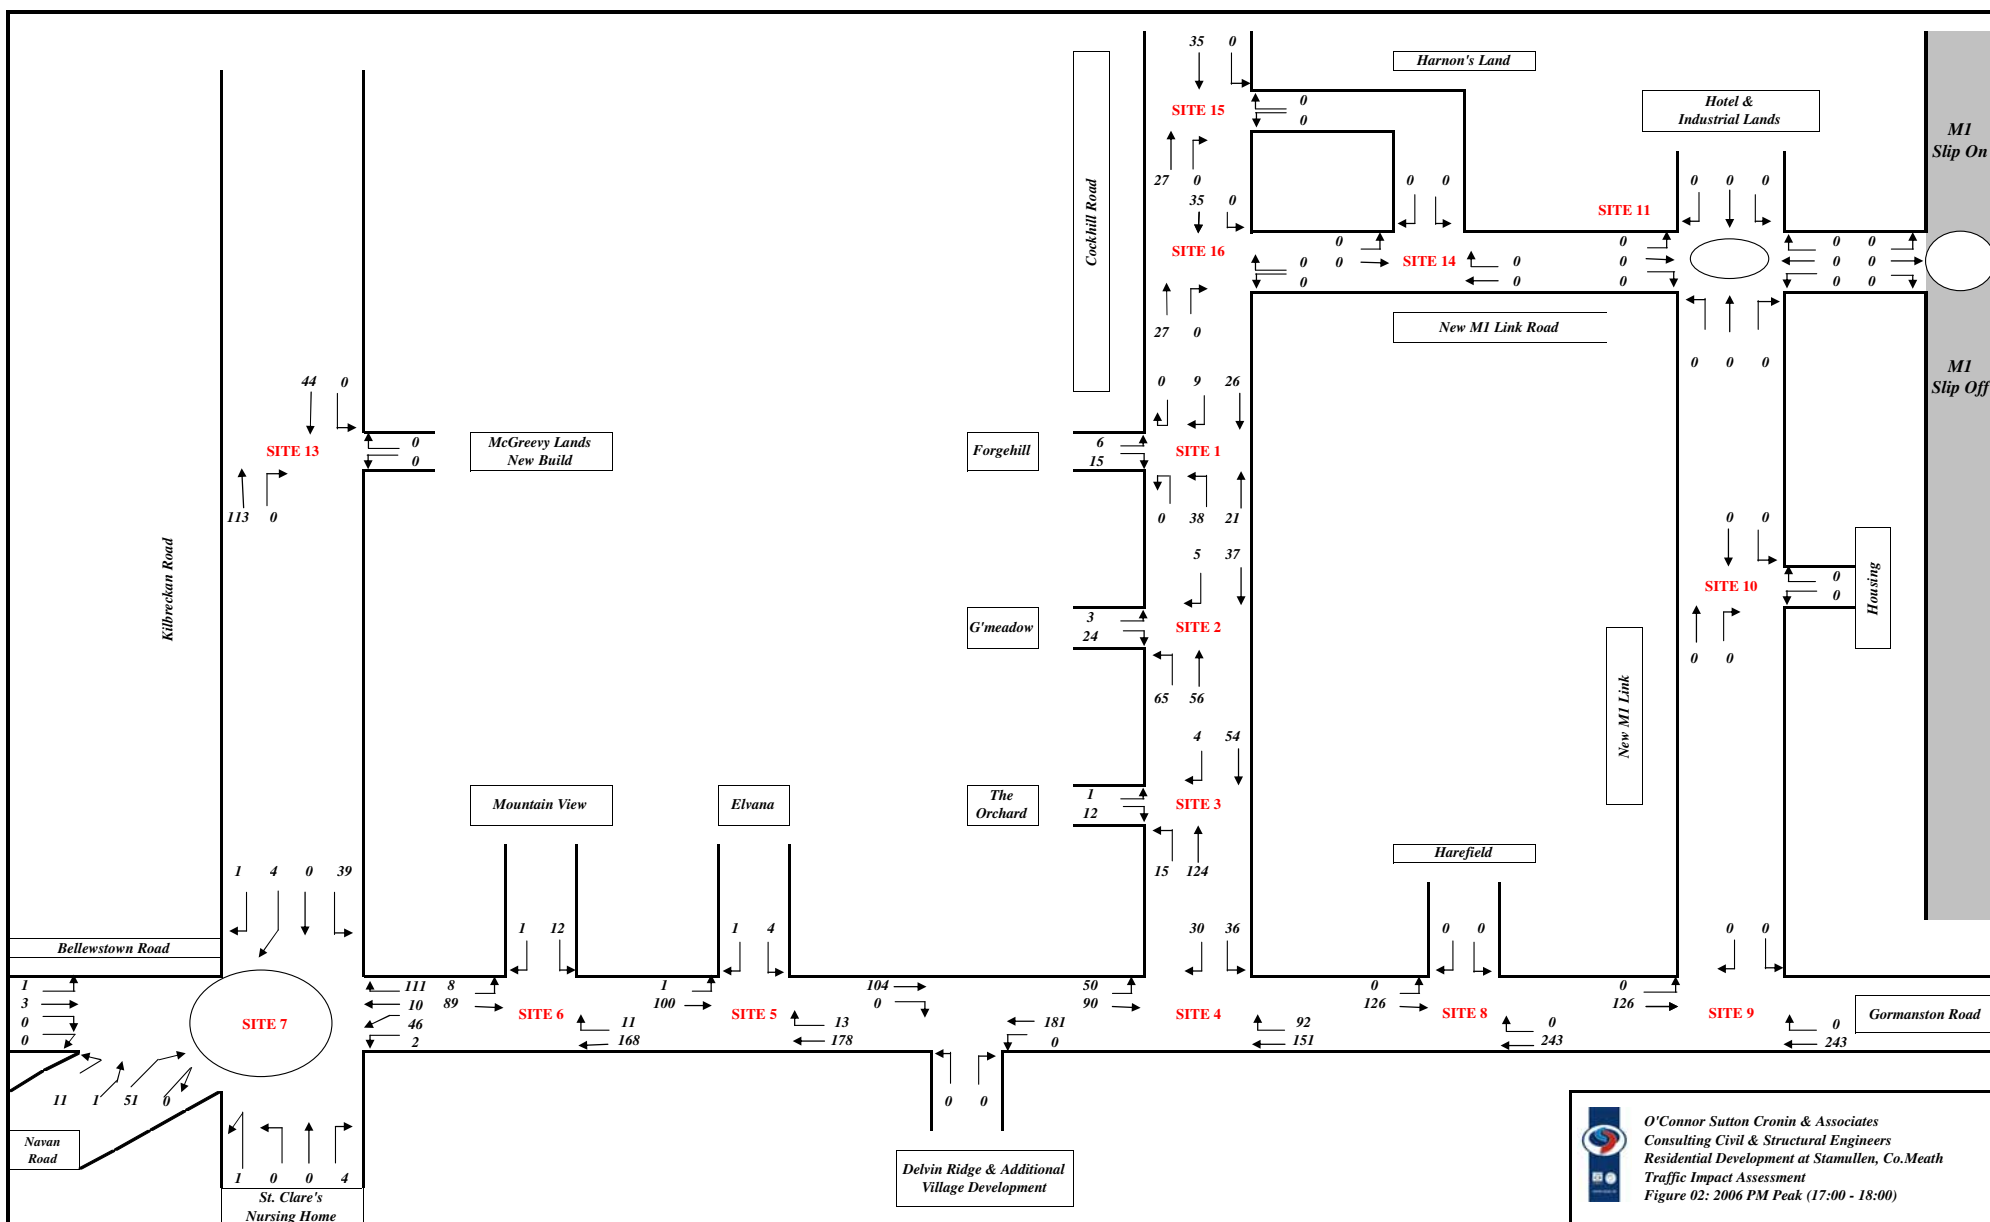 35 0
Harnon's Land
Hotel &
Industrial Lands
M1
Slip On
SITE 15
0
0
Cockhill Road
27 0
35 0
0 0
0 0 0
SITE 11
SITE 16
0
0
0
0
SITE 14
0
0
0
0
0
0 0
0 0
0 0
27 0
New M1 Link Road
0 0 0
M1
Slip Off
44 0
0 9 26
SITE 13
0
0
McGreevy Lands
New Build
Forgehill
6
15
SITE 1
113 0
0 38 21
0 0
Kilbreckan Road
5 37
SITE 10
0
0
Housing
G'meadow
3
24
SITE 2
0 0
65 56
New M1 Link
4 54
Mountain View
Elvana
The
Orchard
1
12
SITE 3
Harefield
1 4 0 39
15 124
1 12
1 4
30 36
0 0
0 0
Bellewstown Road
1
3
0
0
SITE 7
111
10
46
2
8
89
SITE 6
11
168
1
100
SITE 5
13
178
104
0
181
0
50
90
SITE 4
92
151
0
126
SITE 8
0
243
0
126
SITE 9
0
243
Gormanston Road
11 1 51 0
0 0
Navan
Road
1 0 0 4
St. Clare's
Nursing Home
Delvin Ridge & Additional
Village Development
O'Connor Sutton Cronin & Associates
Consulting Civil & Structural Engineers
Residential Development at Stamullen, Co.Meath
Traffic Impact Assessment
Figure 02: 2006 PM Peak (17:00 - 18:00)